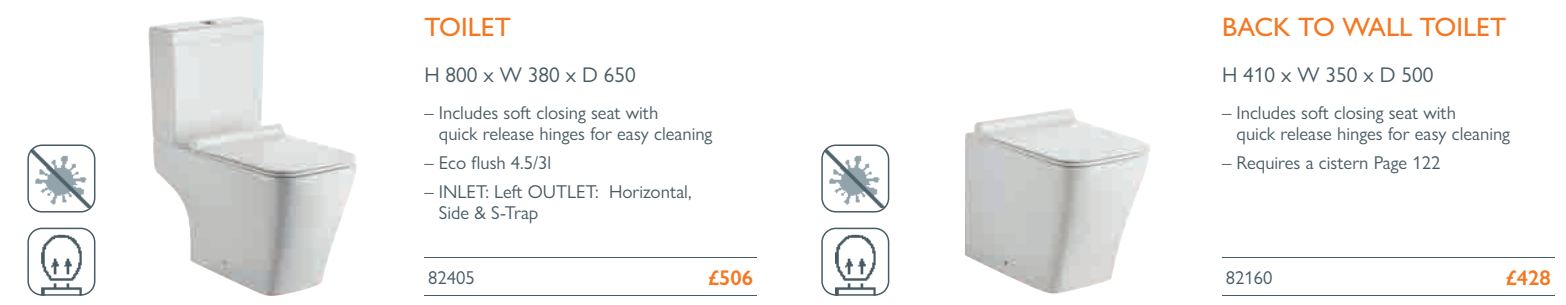 TOILET
H 800 x W 380 x D 650
– Includes soft closing seat with
quick release hinges for easy cleaning
– Eco flush 4.5/3l
– INLET: Left OUTLET: Horizontal,
Side & S-Trap
82405 £506
BACK TO WALL TOILET
H 410 x W 350 x D 500
– Includes soft closing seat with
quick release hinges for easy cleaning
– Requires a cistern Page 122
82160 £428